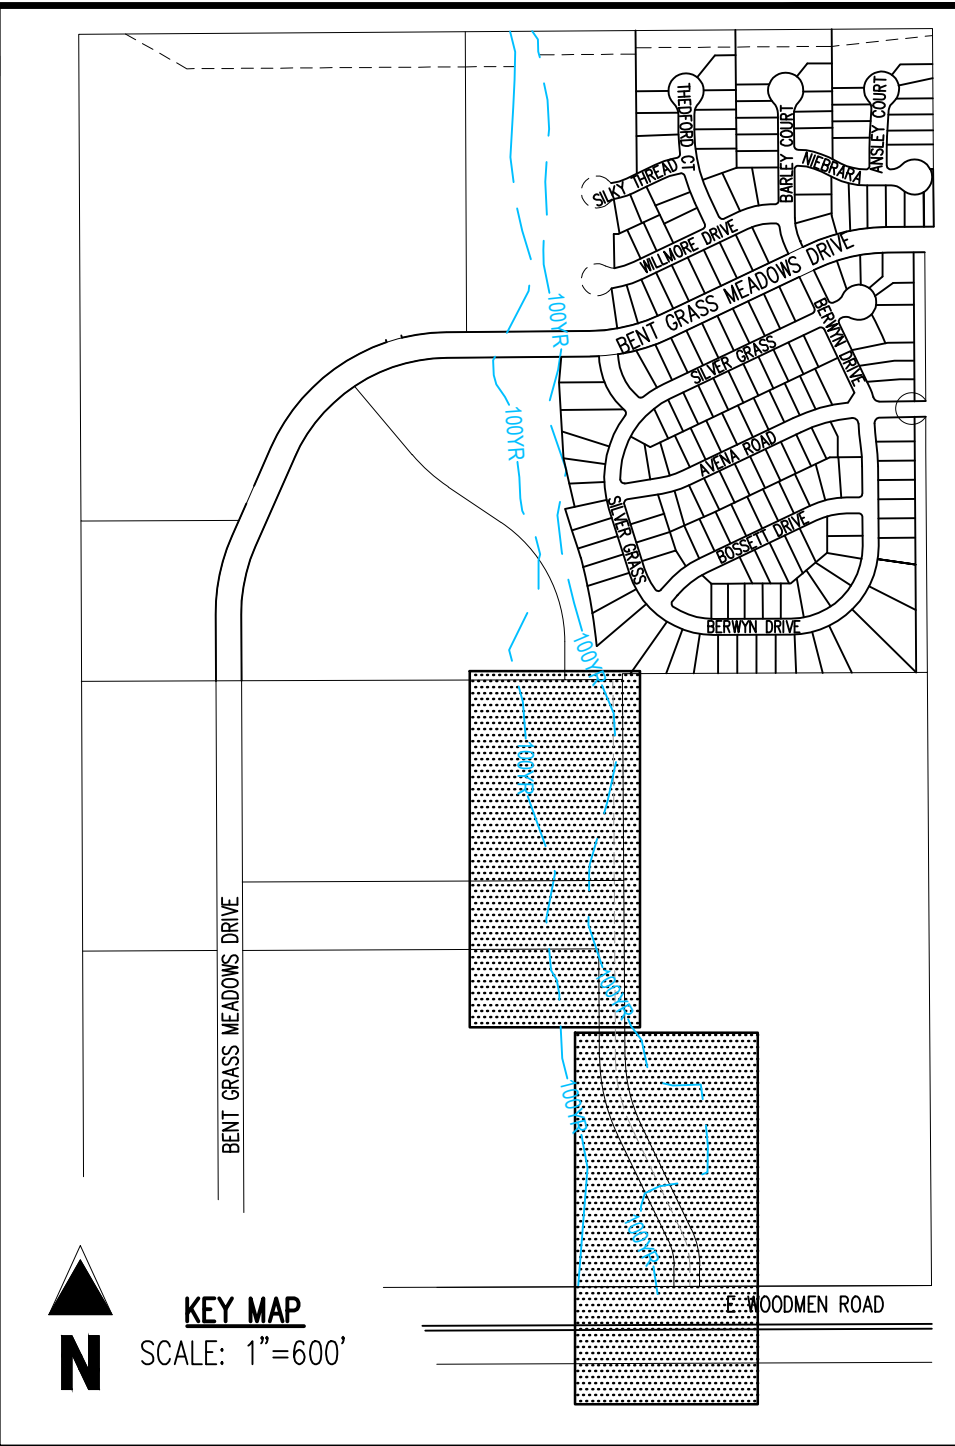 THEDFORD CT
BARLEY COURT
ANSLEY COURT
NIEBRARA
SILKY THREAD
WILLMORE DRIVE
BENT GRASS MEADOWS DRIVE
100YR
BERWYN DRIVE
SILVER GRASS
100YR
AVENA ROAD
SILVER GRASS
BOSSETT DRIVE
BERWYN DRIVE
100YR
100YR
BENT GRASS MEADOWS DRIVE
100YR
100YR
100YR
E WOODMEN ROAD
KEY MAP
SCALE: 1"=600'
N